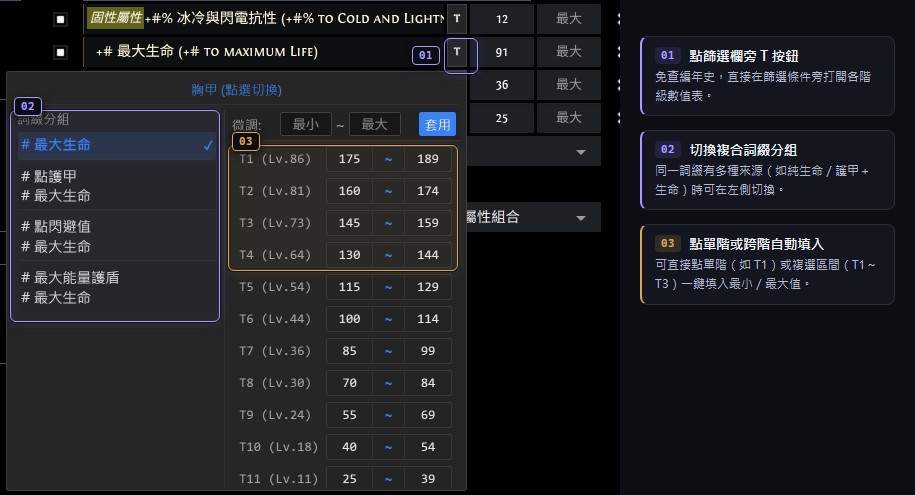 固性屬性 +#% 冰冷與閃電抗性 (+#% to Cold and Lightn T 12 最大
+# 最大生命 (+# to maximum Life) 01 T 91 最大
36 最大
25 最大
屬性組合
胸甲 (點選切換)
02
詞綴分組
# 最大生命 ✓
# 點護甲
# 最大生命
# 點閃避值
# 最大生命
# 最大能量護盾
# 最大生命
微調: 最小 ~ 最大 套用
03
T1 (Lv.86) 175 ~ 189
T2 (Lv.81) 160 ~ 174
T3 (Lv.73) 145 ~ 159
T4 (Lv.64) 130 ~ 144
T5 (Lv.54) 115 ~ 129
T6 (Lv.44) 100 ~ 114
T7 (Lv.36) 85 ~ 99
T8 (Lv.30) 70 ~ 84
T9 (Lv.24) 55 ~ 69
T10 (Lv.18) 40 ~ 54
T11 (Lv.11) 25 ~ 39
01 點篩選欄旁 T 按鈕
免查編年史，直接在篩選條件旁打開各階
級數值表。
02 切換複合詞綴分組
同一詞綴有多種來源（如純生命 / 護甲 +
生命）時可在左側切換。
03 點單階或跨階自動填入
可直接點單階（如 T1）或複選區間（T1 ~
T3）一鍵填入最小 / 最大值。